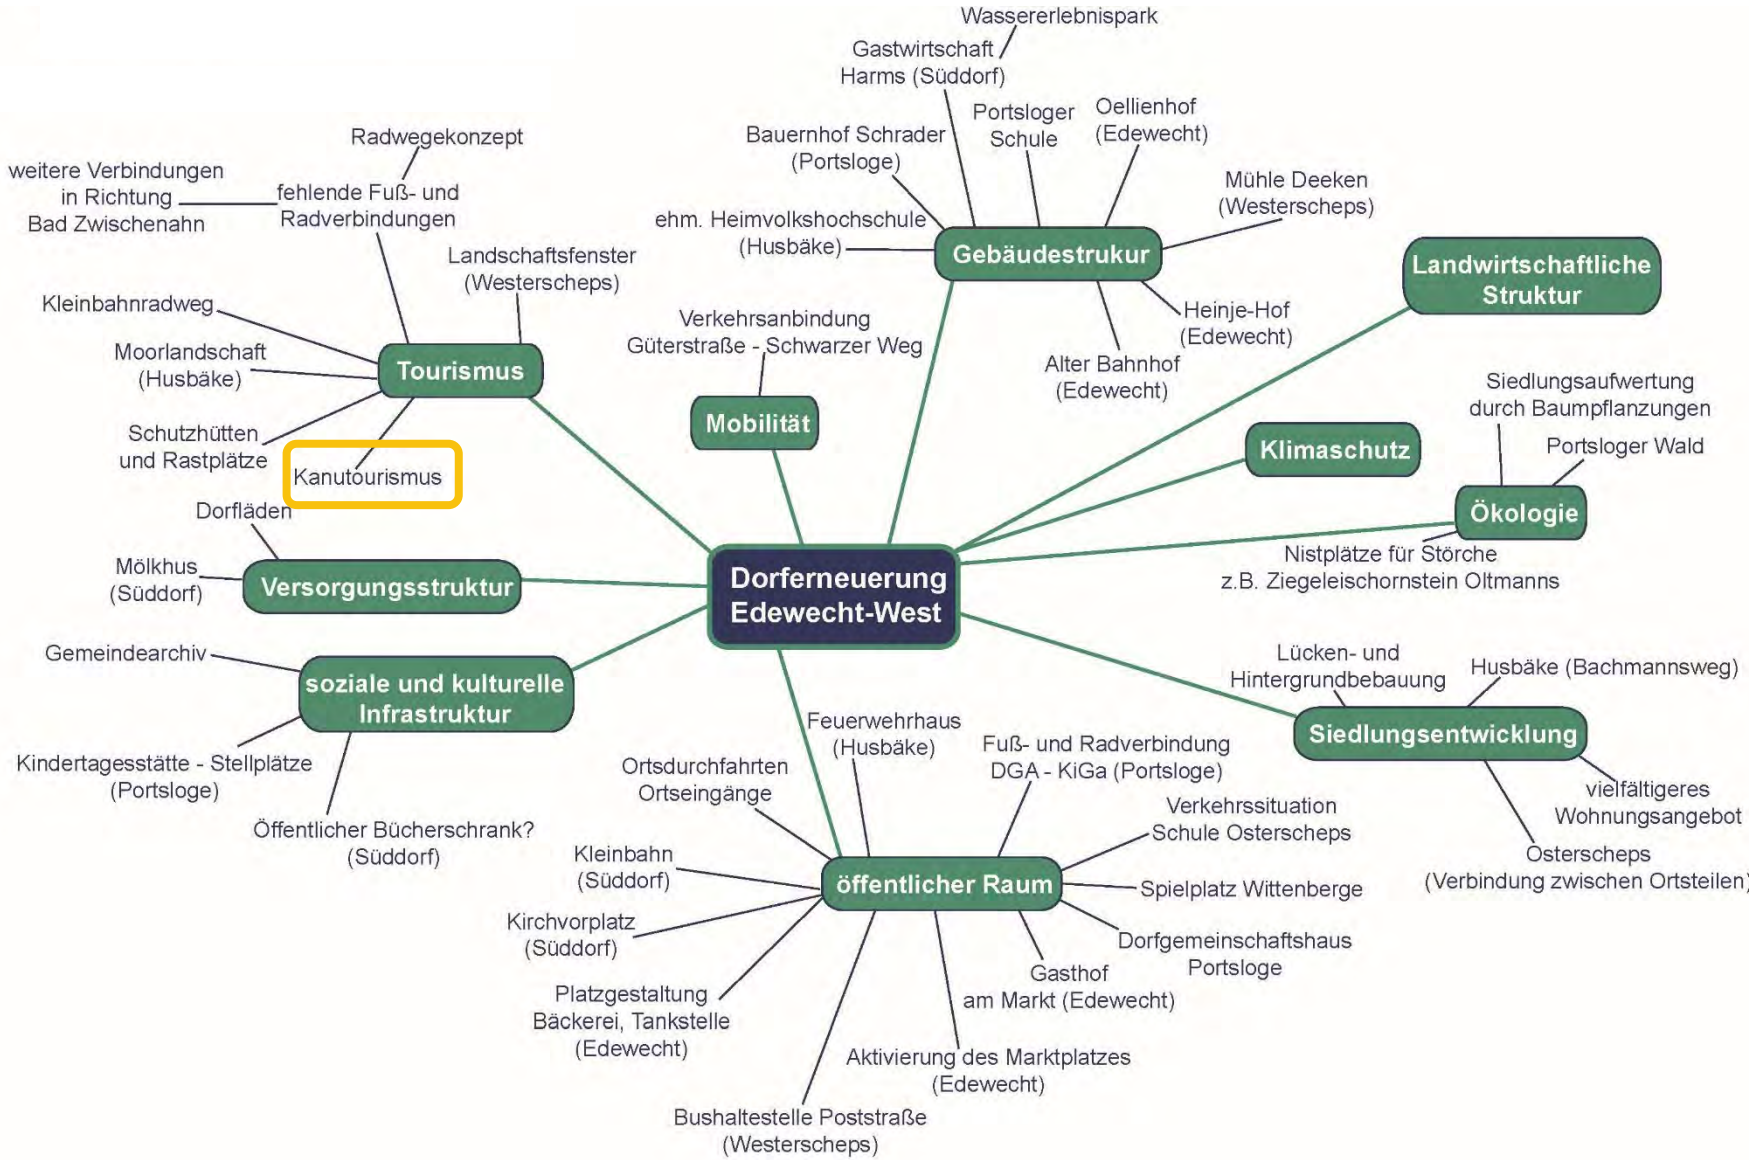 Wassererlebnispark
Gastwirtschaft
Harms (Süddorf)
Portsloger
Schule
Oellienhof
(Edewecht)
Bauernhof Schrader
(Portsloge)
Mühle Deeken
(Westerscheps)
ehm. Heimvolkshochschule
(Husbäke)
Gebäudestrukur
Heinje-Hof
(Edewecht)
Alter Bahnhof
(Edewecht)
Radwegekonzept
weitere Verbindungen
in Richtung
Bad Zwischenahn
fehlende Fuß- und
Radverbindungen
Landschaftsfenster
(Westerscheps)
Kleinbahnradweg
Moorlandschaft
(Husbäke)
Tourismus
Schutzhütten
und Rastplätze
Kanutourismus
Verkehrsanbindung
Güterstraße - Schwarzer Weg
Mobilität
Landwirtschaftliche
Struktur
Klimaschutz
Siedlungsaufwertung
durch Baumpflanzungen
Portsloger Wald
Ökologie
Nistplätze für Störche
z.B. Ziegeleischornstein Oltmanns
Dorfläden
Mölkhus
(Süddorf)
Versorgungsstruktur
Dorferneuerung
Edewecht-West
Gemeindearchiv
soziale und kulturelle
Infrastruktur
Kindertagesstätte - Stellplätze
(Portsloge)
Öffentlicher Bücherschrank?
(Süddorf)
Lücken- und
Hintergrundbebauung
Husbäke (Bachmannsweg)
Siedlungsentwicklung
vielfältigeres
Wohnungsangebot
Osterscheps
(Verbindung zwischen Ortsteilen)
Feuerwehrhaus
(Husbäke)
Fuß- und Radverbindung
DGA - KiGa (Portsloge)
Ortsdurchfahrten
Ortseingänge
Verkehrssituation
Schule Osterscheps
Kleinbahn
(Süddorf)
öffentlicher Raum
Spielplatz Wittenberge
Kirchvorplatz
(Süddorf)
Dorfgemeinschaftshaus
Portsloge
Gasthof
am Markt (Edewecht)
Platzgestaltung
Bäckerei, Tankstelle
(Edewecht)
Aktivierung des Marktplatzes
(Edewecht)
Bushaltestelle Poststraße
(Westerscheps)